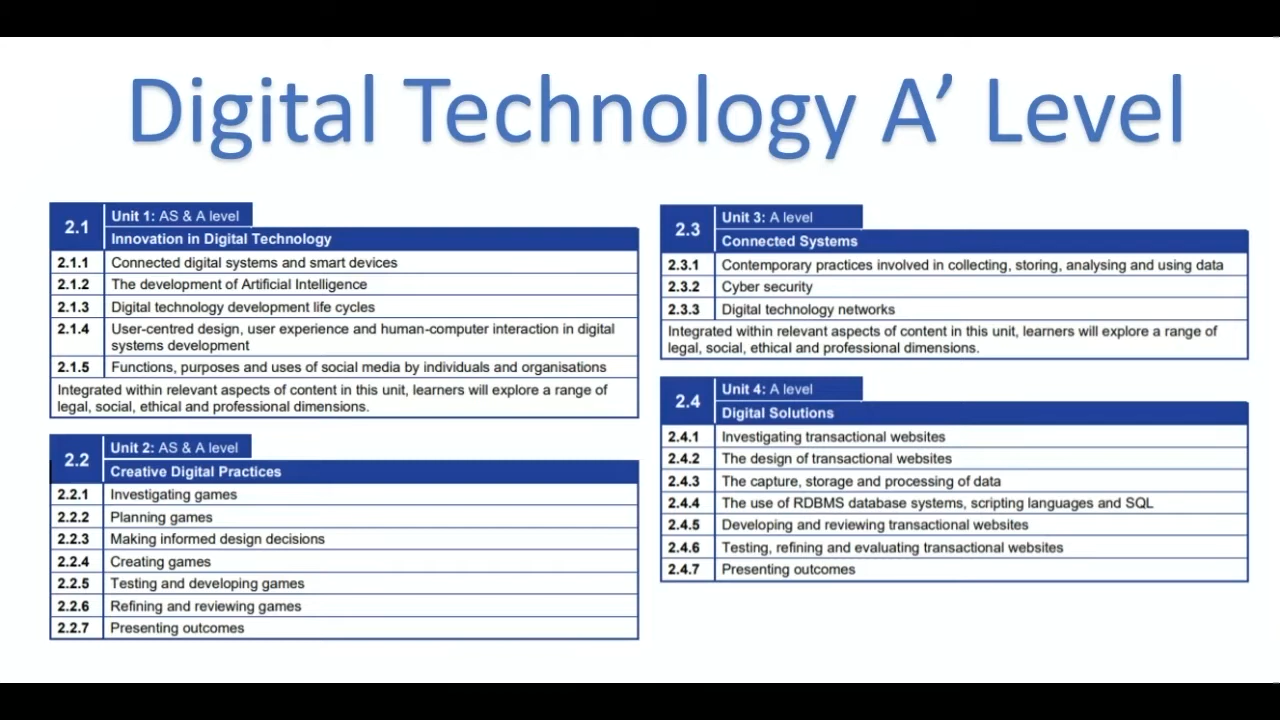 Digital Technology A’ Level
2.1
Unit 1: AS & A level
Innovation in Digital Technology
2.1.1 Connected digital systems and smart devices
2.1.2 The development of Artificial Intelligence
2.1.3 Digital technology development life cycles
2.1.4 User-centred design, user experience and human-computer interaction in digital
systems development
2.1.5 Functions, purposes and uses of social media by individuals and organisations
Integrated within relevant aspects of content in this unit, learners will explore a range of
legal, social, ethical and professional dimensions.
2.2
Unit 2: AS & A level
Creative Digital Practices
2.2.1 Investigating games
2.2.2 Planning games
2.2.3 Making informed design decisions
2.2.4 Creating games
2.2.5 Testing and developing games
2.2.6 Refining and reviewing games
2.2.7 Presenting outcomes
2.3
Unit 3: A level
Connected Systems
2.3.1 Contemporary practices involved in collecting, storing, analysing and using data
2.3.2 Cyber security
2.3.3 Digital technology networks
Integrated within relevant aspects of content in this unit, learners will explore a range of
legal, social, ethical and professional dimensions.
2.4
Unit 4: A level
Digital Solutions
2.4.1 Investigating transactional websites
2.4.2 The design of transactional websites
2.4.3 The capture, storage and processing of data
2.4.4 The use of RDBMS database systems, scripting languages and SQL
2.4.5 Developing and reviewing transactional websites
2.4.6 Testing, refining and evaluating transactional websites
2.4.7 Presenting outcomes